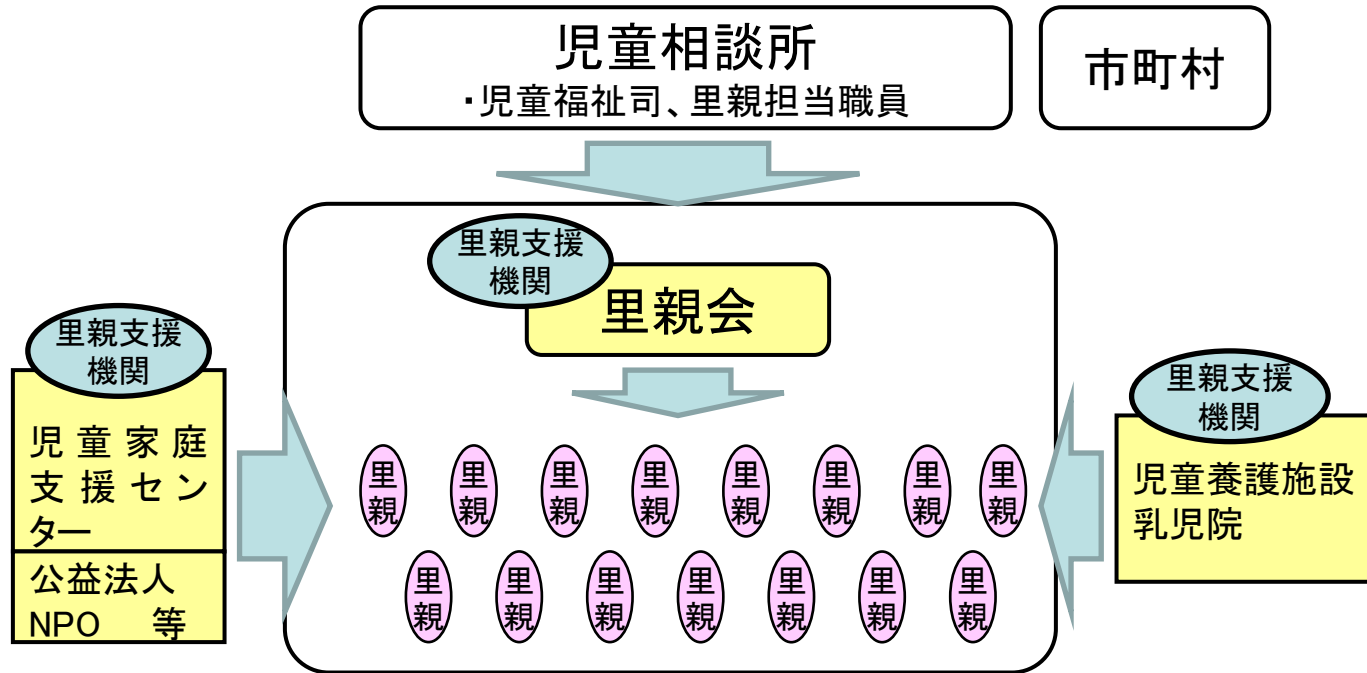 児童相談所
・児童福祉司、里親担当職員
市町村
里親支援
機関
里親会
里親支援
機関
児童家庭
支援セン
ター
公益法人
NPO 等
里親支援
機関
児童養護施設
乳児院
里
親
里
親
里
親
里
親
里
親
里
親
里
親
里
親
里
親
里
親
里
親
里
親
里
親
里
親
里
親